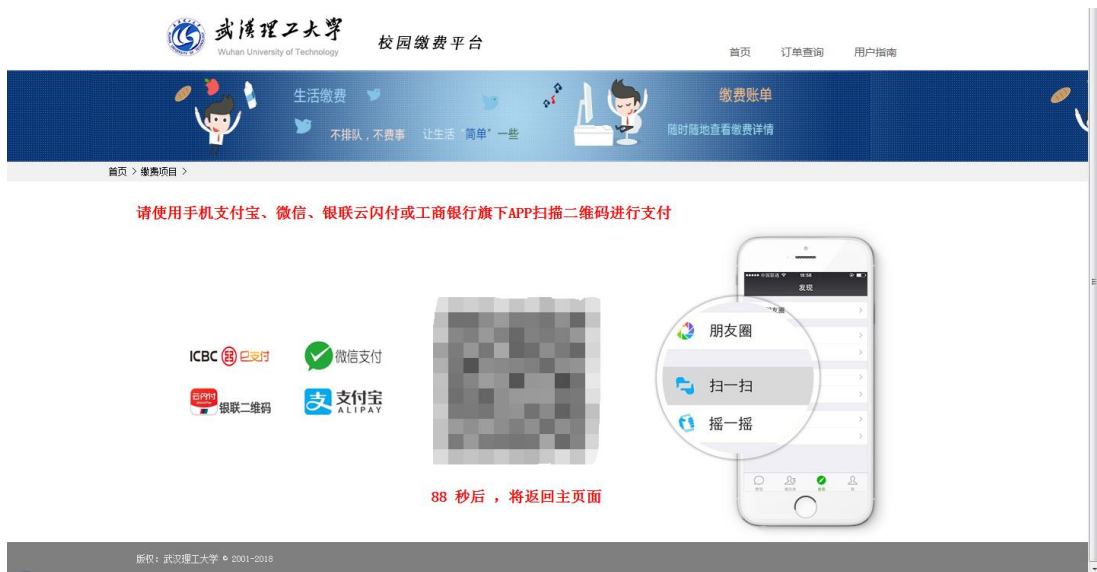 武汉理工大学
Wuhan University of Technology
校园缴费平台
首页 订单查询 用户指南
生活缴费
不排队，不费事 让生活“简单”一些
缴费账单
随时随地查看缴费详情
首页 > 缴费项目 >
请使用手机支付宝、微信、银联云闪付或工商银行旗下APP扫描二维码进行支付
发现
朋友圈
扫一扫
摇一摇
ICBC e支付
微信支付
云闪付
银联二维码
支 支付宝
ALIPAY
88 秒后 ，将返回主页面
版权: 武汉理工大学 © 2001-2018